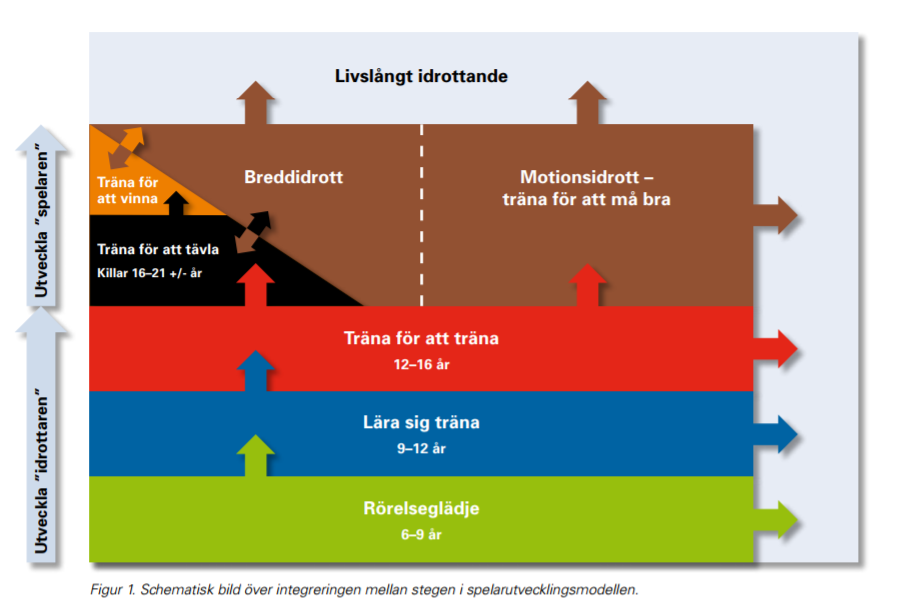 Livslångt idrottande
Utveckla ”spelaren”
Träna för
att vinna
Breddidrott
Motionsidrott –
träna för att må bra
Träna för att tävla
Killar 16–21 +/- år
Utveckla ”idrottaren”
Träna för att träna
12–16 år
Lära sig träna
9–12 år
Rörelseglädje
6–9 år
Figur 1. Schematisk bild över integreringen mellan stegen i spelarutvecklingsmodellen.